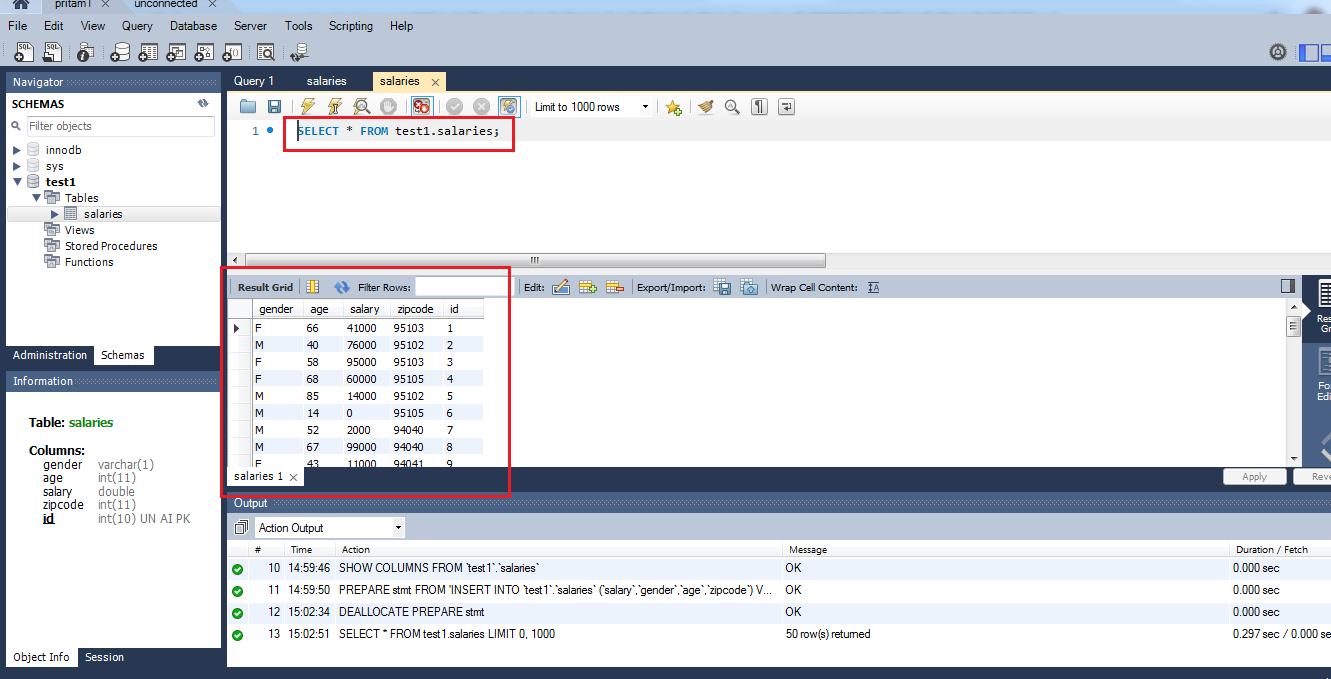 pritam1 unconnected
File Edit View Query Database Server Tools Scripting Help
Navigator
SCHEMAS
Filter objects
innodb
sys
test1
Tables
salaries
Views
Stored Procedures
Functions
Administration Schemas
Information
Table: salaries
Columns:
gender varchar(1)
age int(11)
salary double
zipcode int(11)
id int(10) UN AI PK
Object Info Session
Query 1 salaries salaries
Limit to 1000 rows
1 SELECT * FROM test1.salaries;
Result Grid Filter Rows: Edit: Export/Import: Wrap Cell Content:
gender age salary zipcode id
F 66 41000 95103 1
M 40 76000 95102 2
F 58 95000 95103 3
F 68 60000 95105 4
M 85 14000 95102 5
M 14 0 95105 6
M 52 2000 94040 7
M 67 99000 94040 8
F 43 11000 94041 9
salaries 1
Apply Reve
Output
Action Output
# Time Action Message Duration / Fetch
10 14:59:46 SHOW COLUMNS FROM `test1`.`salaries` OK 0.000 sec
11 14:59:50 PREPARE stmt FROM 'INSERT INTO `test1`.`salaries` (`salary`,`gender`,`age`,`zipcode`) V... OK 0.000 sec
12 15:02:34 DEALLOCATE PREPARE stmt OK 0.000 sec
13 15:02:51 SELECT * FROM test1.salaries LIMIT 0, 1000 50 row(s) returned 0.297 sec / 0.000 se